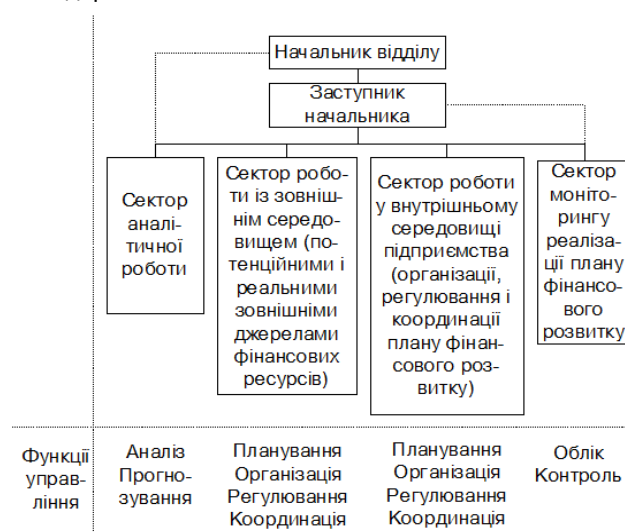 Начальник відділу
Заступник
начальника
Сектор
аналі-
тичної
роботи
Сектор робо-
ти із зовніш-
нім середо-
вищем (по-
тенційними і
реальними
зовнішніми
джерелами
фінансових
ресурсів)
Сектор роботи
у внутрішньому
середовищі
підприємства
(організації,
регулювання і
координації
плану фінан-
сового роз-
витку)
Сектор
моніто-
рингу
реаліза-
ції плану
фінансо-
вого
розвитку
Функції
управ-
ління
Аналіз
Прогно-
зування
Планування
Організація
Регулювання
Координація
Планування
Організація
Регулювання
Координація
Облік
Контроль